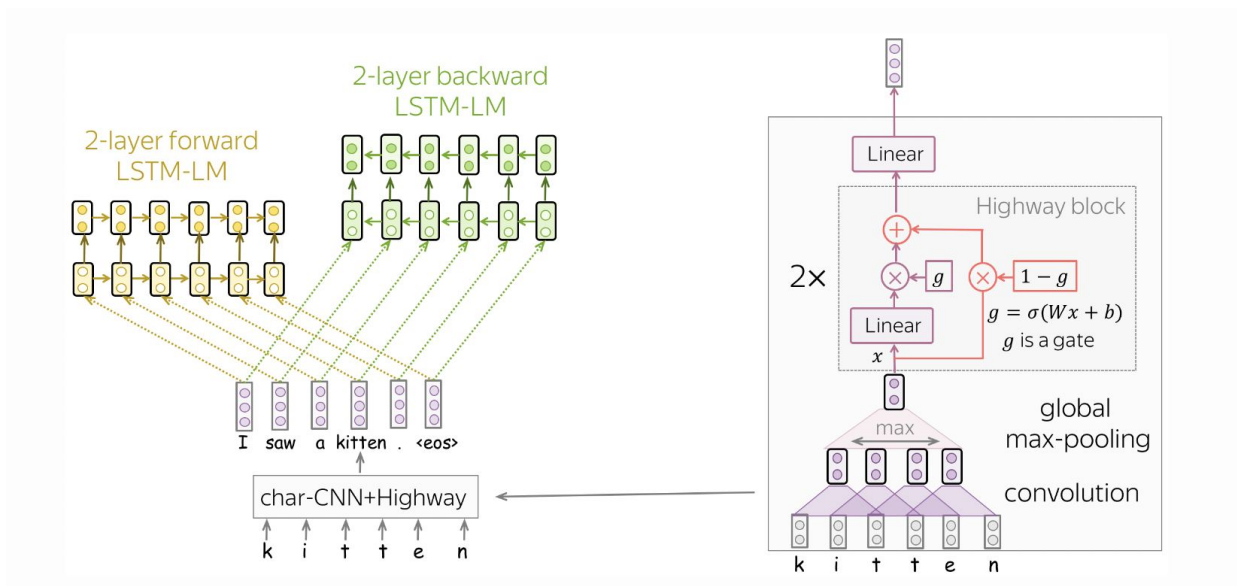 2-layer backward
LSTM-LM
2-layer forward
LSTM-LM
I saw a kitten . <eos>
char-CNN+Highway
k i t t e n
Linear
Highway block
+
2x
× g × 1 − g
Linear
g = σ(Wx + b)
g is a gate
x
global
max-pooling
max
convolution
k i t t e n